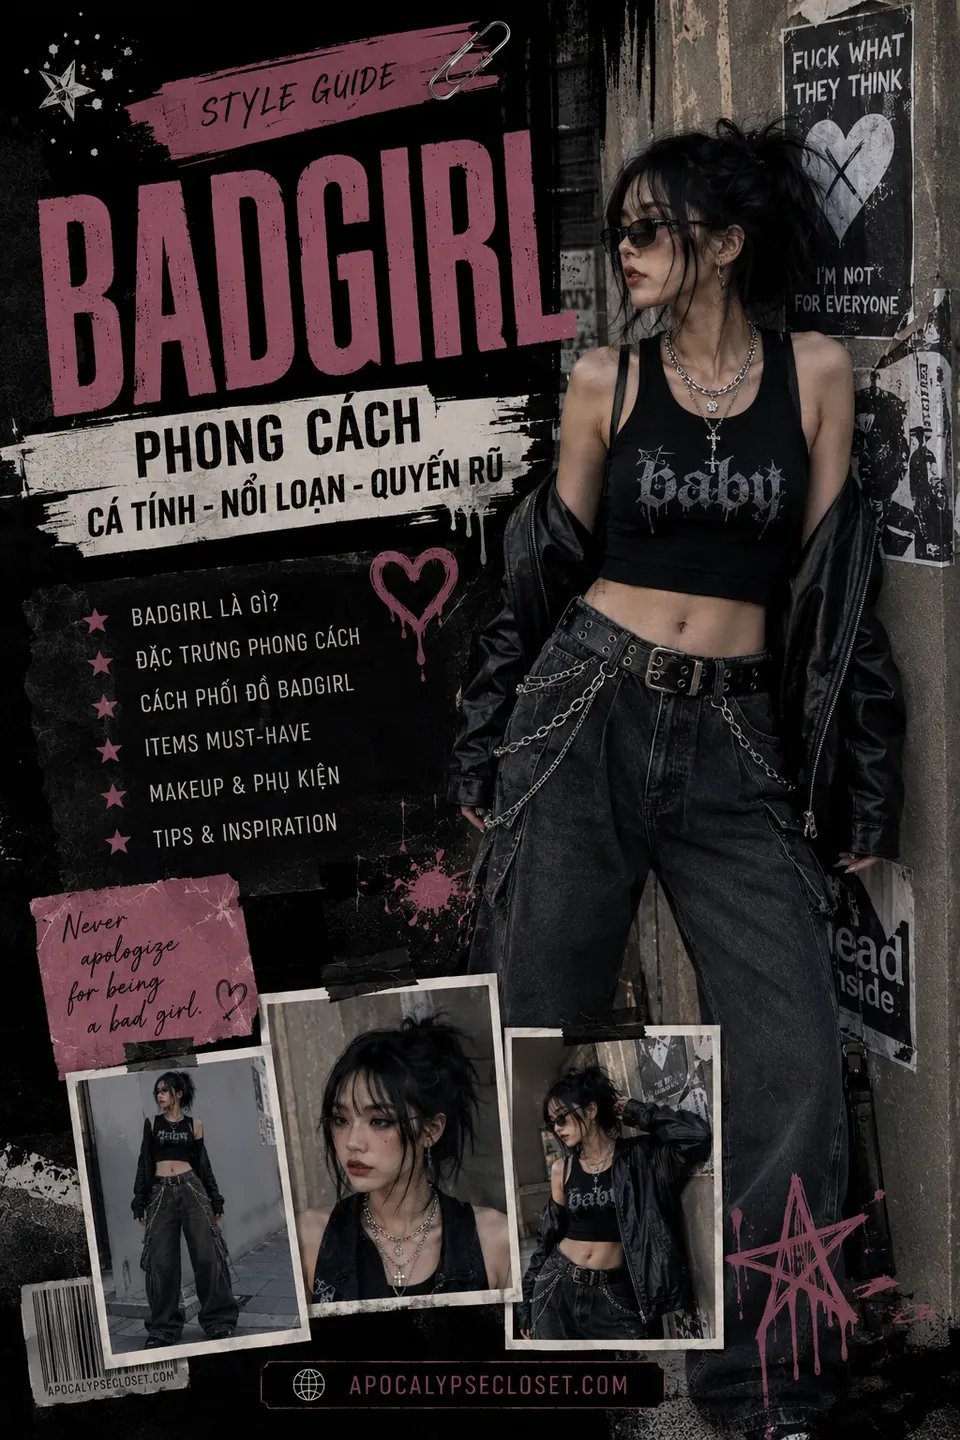 STYLE GUIDE
BADGIRL
PHONG CÁCH
CÁ TÍNH - NỔI LOẠN - QUYẾN RŨ
BADGIRL LÀ GÌ?
ĐẶC TRƯNG PHONG CÁCH
CÁCH PHỐI ĐỒ BADGIRL
ITEMS MUST-HAVE
MAKEUP & PHỤ KIỆN
TIPS & INSPIRATION
Never
apologize
for being
a bad girl.
FUCK WHAT
THEY THINK
I'M NOT
FOR EVERYONE
baby
ead
nside
baby
baby
APOCALYPSECLOSET.COM
APOCALYPSECLOSET.COM